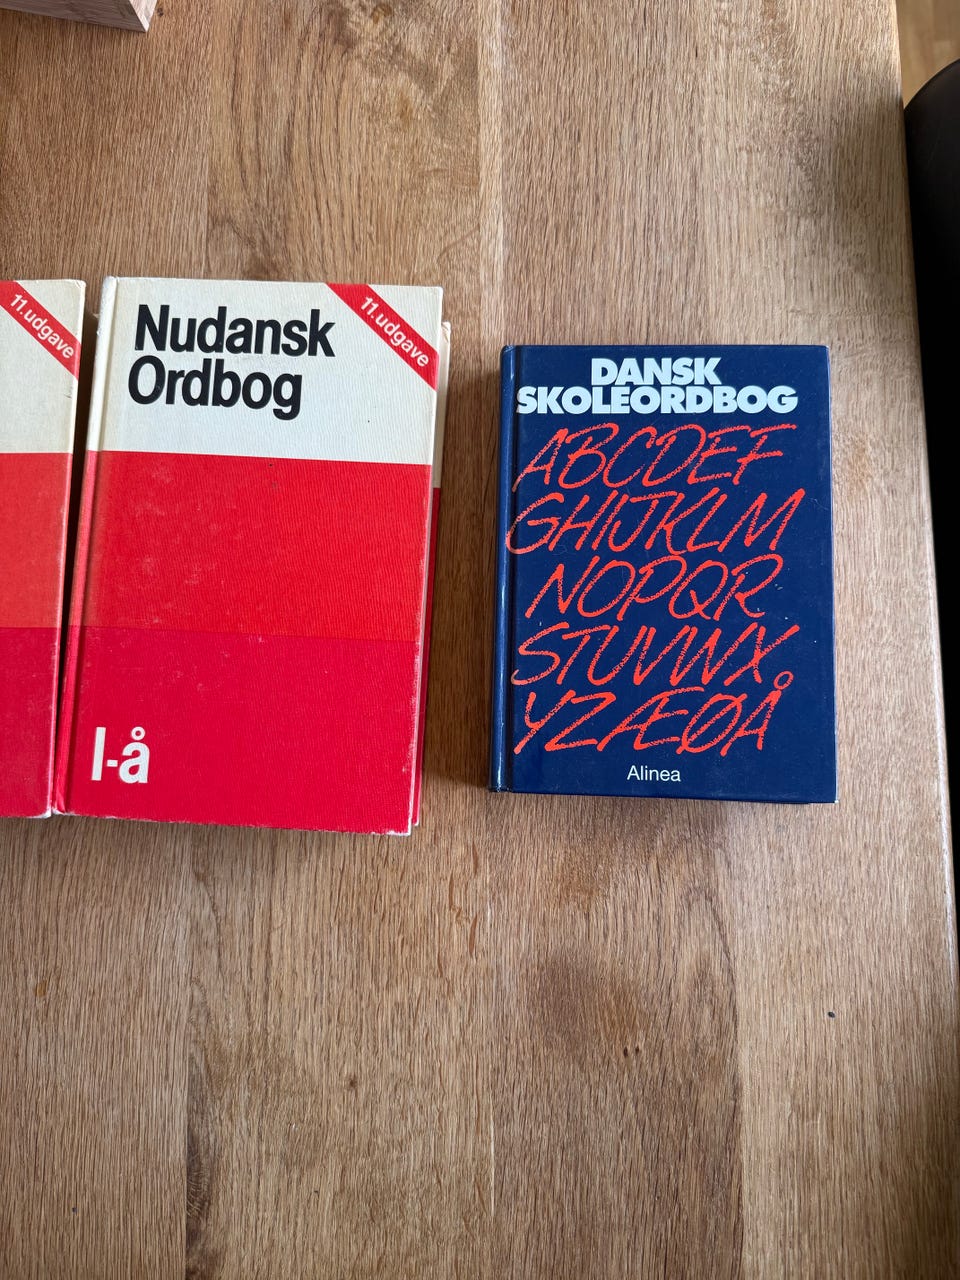 11.udgave
Nudansk
Ordbog
11.udgave
l-å
DANSK
SKOLEORDBOG
ABCDEF
GHIJKLM
NOPQR
STUVWX
YZÆØÅ
Alinea